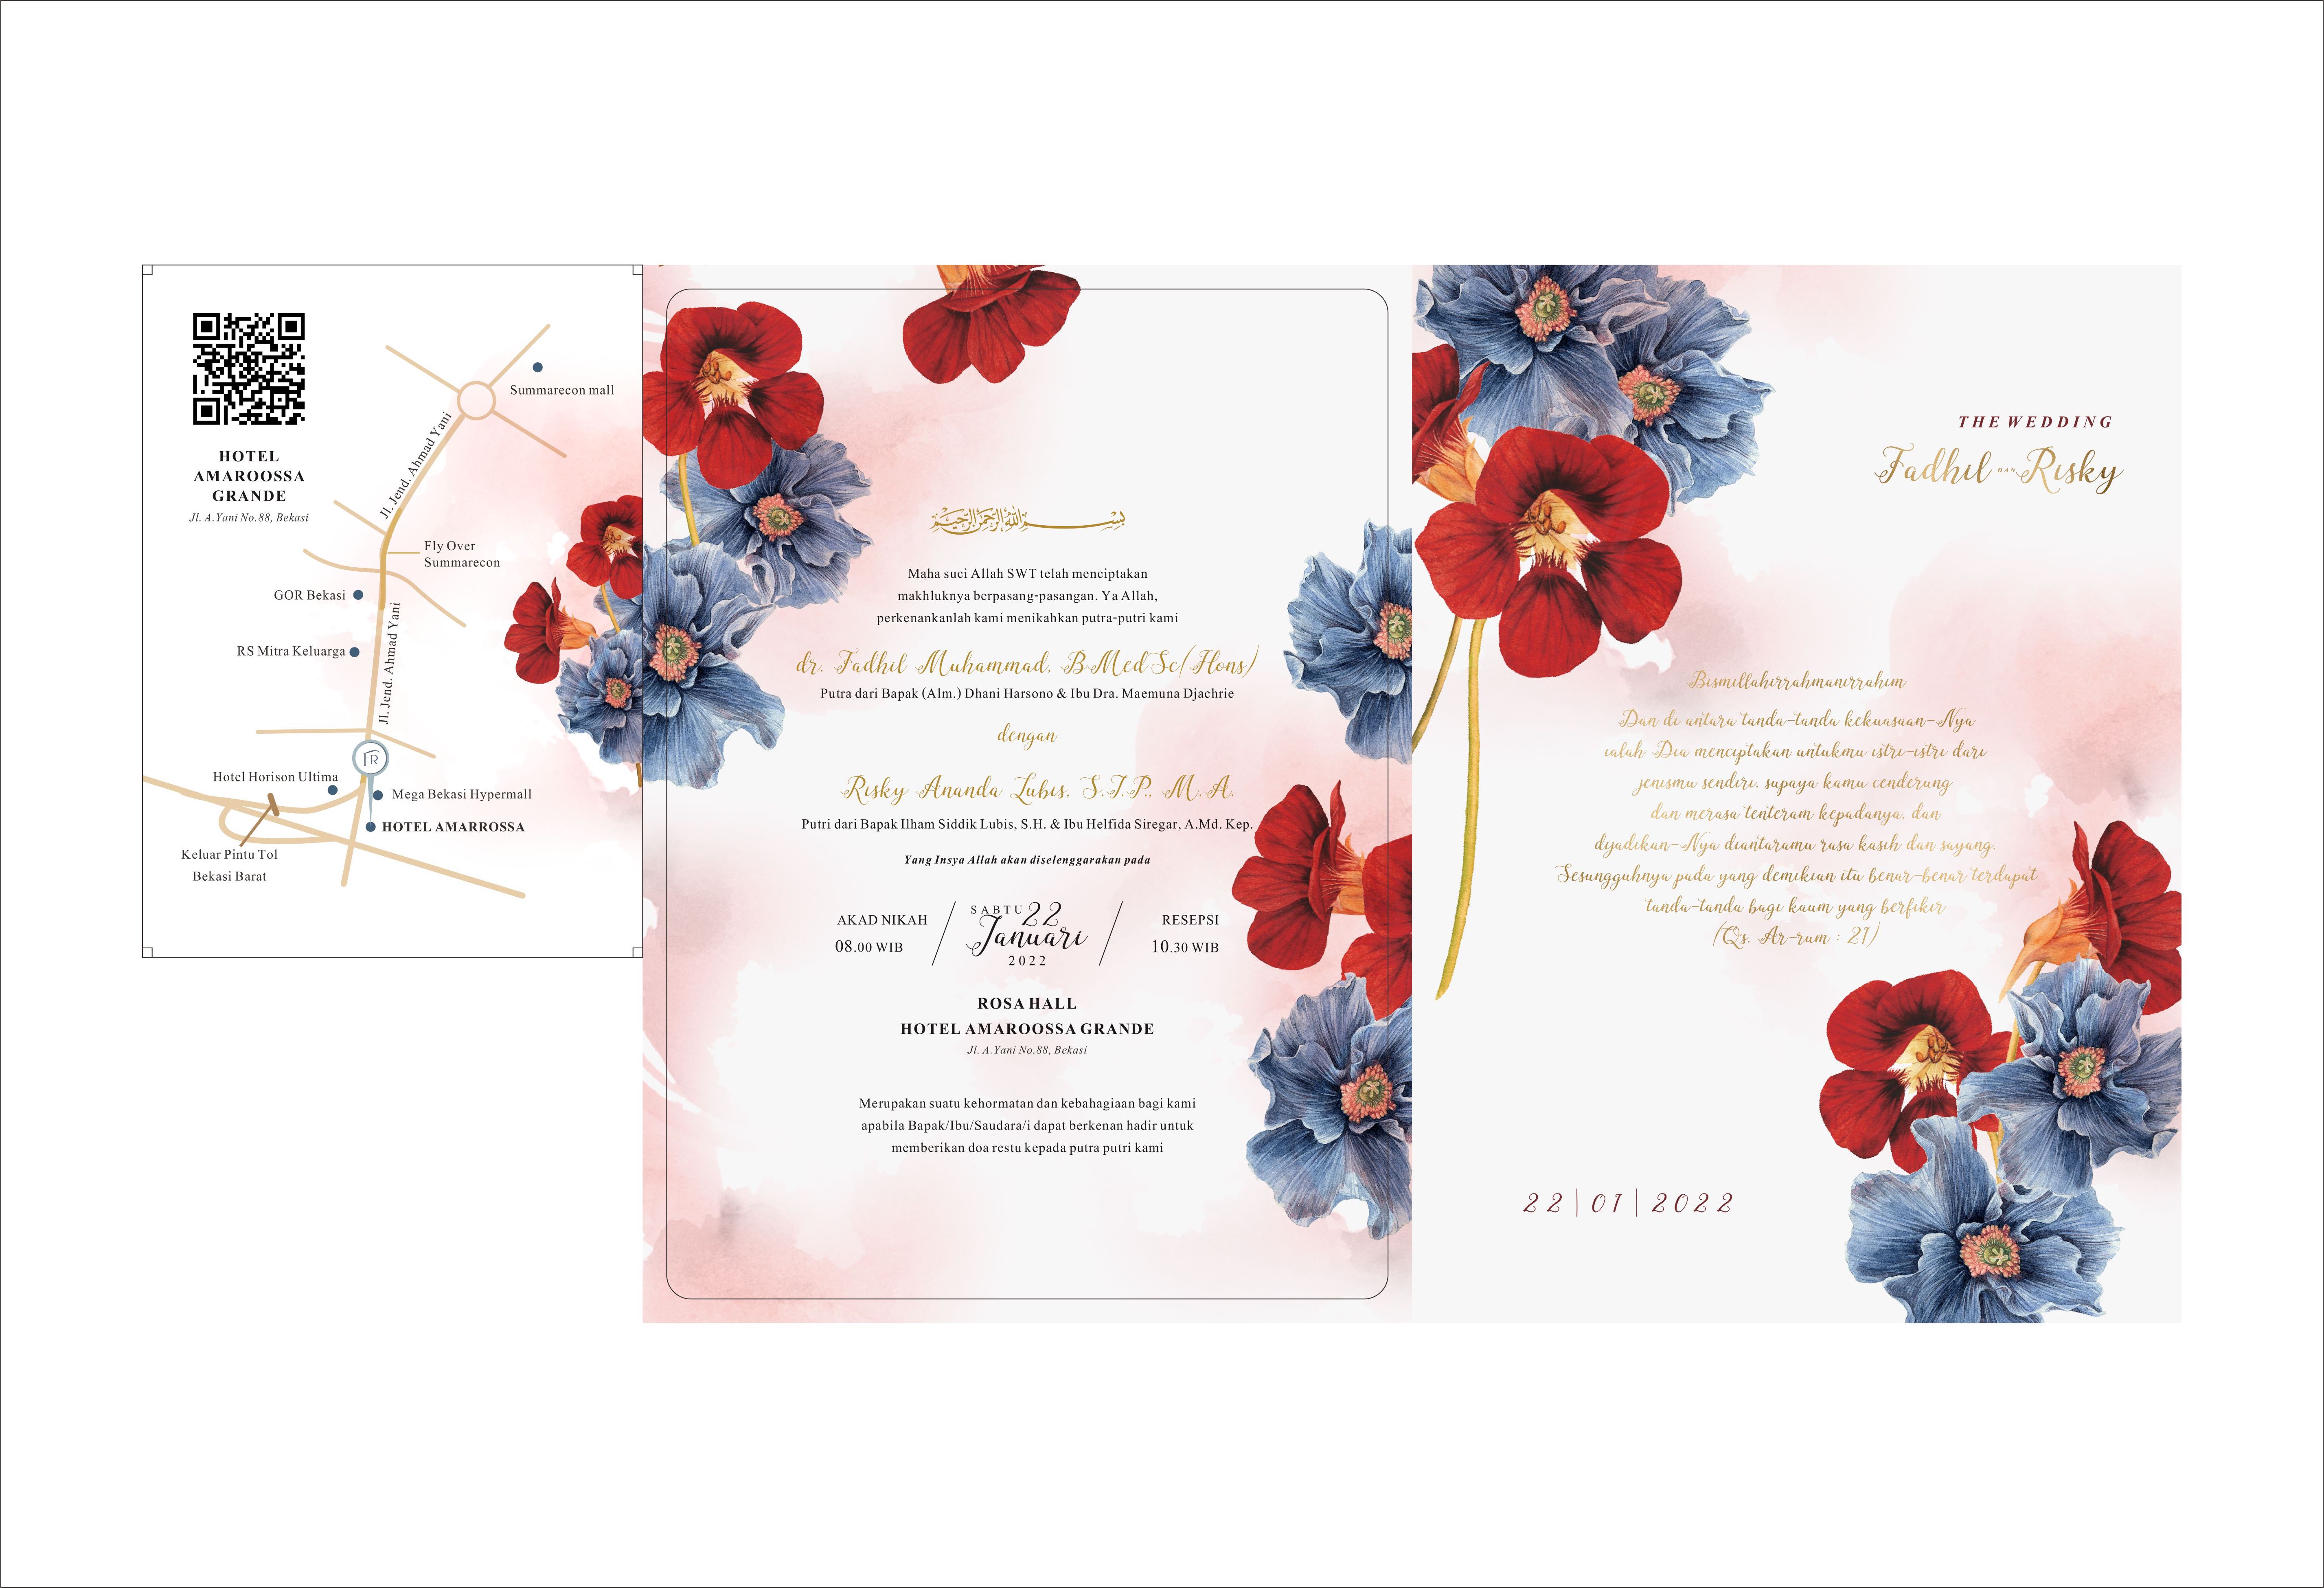 HOTEL
AMAROOSSA
GRANDE
Jl. A.Yani No.88, Bekasi
Summarecon mall
Jl. Jend. Ahmad Yani
Fly Over
Summarecon
GOR Bekasi
RS Mitra Keluarga
Jl. Jend. Ahmad Yani
FR
Hotel Horison Ultima
Mega Bekasi Hypermall
HOTEL AMARROSSA
Keluar Pintu Tol
Bekasi Barat
بسم الله الرحمن الرحيم
Maha suci Allah SWT telah menciptakan
makhluknya berpasang-pasangan. Ya Allah,
perkenankanlah kami menikahkan putra-putri kami
dr. Fadhil Muhammad, BMedSc(Hons)
Putra dari Bapak (Alm.) Dhani Harsono & Ibu Dra. Maemuna Djachrie
dengan
Risky Ananda Lubis, S.I.P., M.A.
Putri dari Bapak Ilham Siddik Lubis, S.H. & Ibu Helfida Siregar, A.Md. Kep.
Yang Insya Allah akan diselenggarakan pada
AKAD NIKAH
08.00 WIB
SABTU 22
Januari
2022
RESEPSI
10.30 WIB
ROSA HALL
HOTEL AMAROOSSA GRANDE
Jl. A.Yani No.88, Bekasi
Merupakan suatu kehormatan dan kebahagiaan bagi kami
apabila Bapak/Ibu/Saudara/i dapat berkenan hadir untuk
memberikan doa restu kepada putra putri kami
THE WEDDING
Fadhil DAN Risky
Bismillahirrahmanirrahim
Dan di antara tanda-tanda kekuasaan-Nya
ialah Dia menciptakan untukmu istri-istri dari
jenismu sendiri, supaya kamu cenderung
dan merasa tenteram kepadanya, dan
dijadikan-Nya diantaramu rasa kasih dan sayang.
Sesungguhnya pada yang demikian itu benar-benar terdapat
tanda-tanda bagi kaum yang berfikir
(Qs. Ar-rum : 21)
22 | 01 | 2022